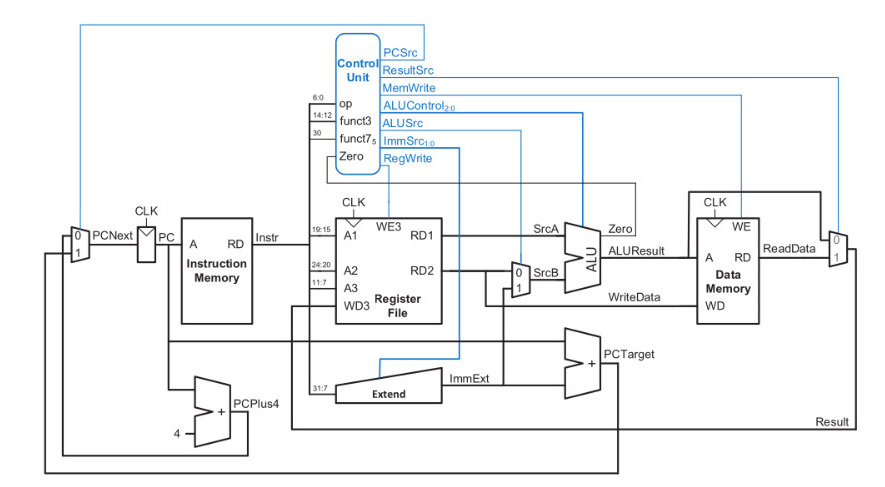 PCSrc
Control
Unit
ResultSrc
MemWrite
6:0
op
ALUControl2:0
14:12
funct3
ALUSrc
30
funct75
ImmSrc1:0
Zero
RegWrite
CLK
CLK
CLK
0
1
PCNext
PC
A
RD
Instr
Instruction
Memory
19:15
A1
WE3
RD1
24:20
A2
RD2
11:7
A3
WD3
Register
File
SrcA
0
1
SrcB
ALU
Zero
ALUResult
WriteData
WE
A
RD
Data
Memory
WD
ReadData
0
1
31:7
Extend
ImmExt
+
PCTarget
4
+
PCPlus4
Result